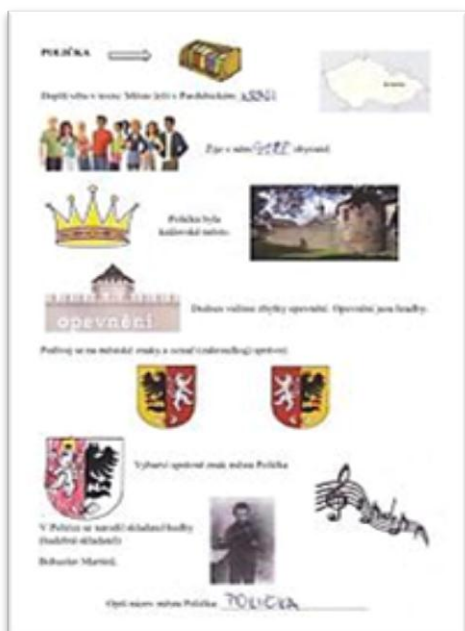 POLIČKA
Doplň větu v textu: Město leží v Pardubickém KRAJI
Žije v něm obyvatel.
Polička byla
královské město.
opevnění
Dodnes vidíme zbytky opevnění. Opevnění jsou hradby.
Podívej se na městské znaky a označ (zakroužkuj) správný.
Vybarvi správně znak města Polička
V Poličce se narodil skladatel hudby
(hudební skladatel)
Bohuslav Martinů.
Opiš název města Polička: POLIČKA